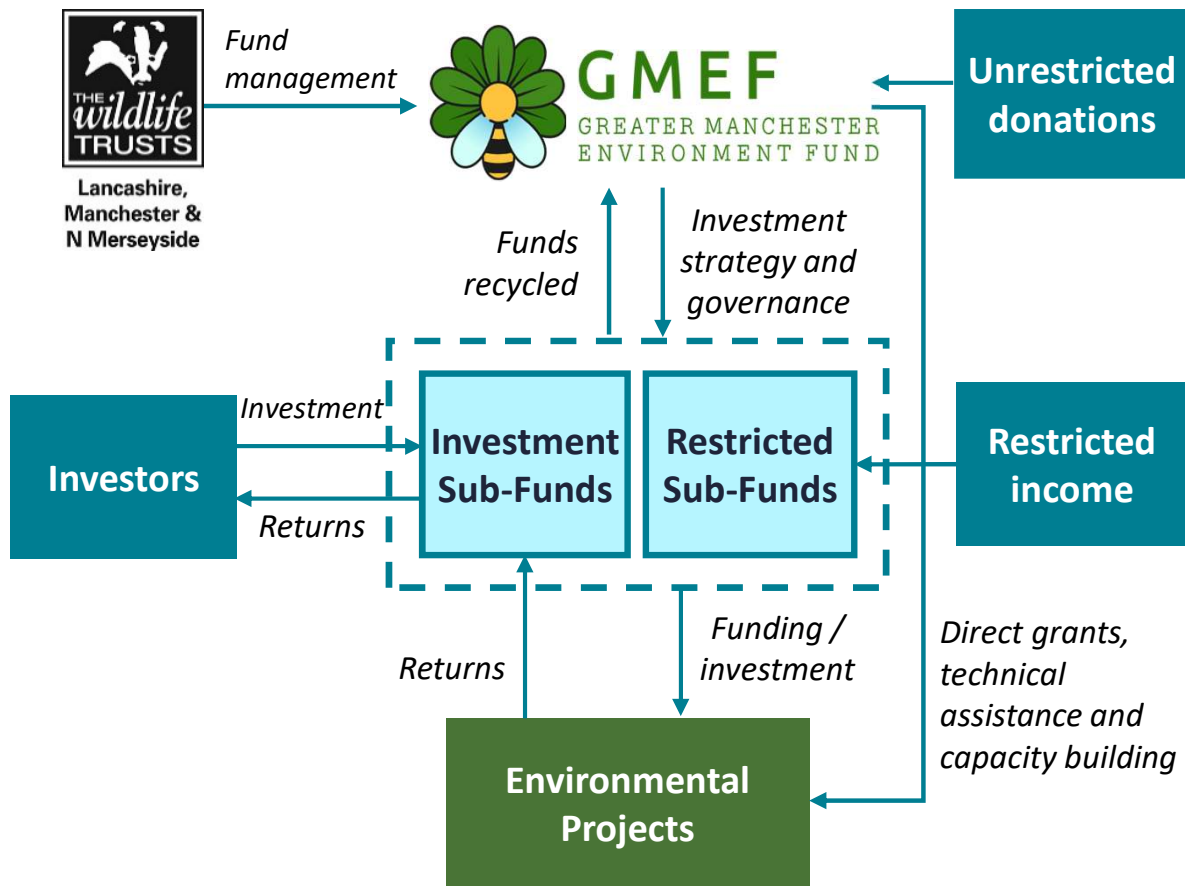 THE
wildlife
TRUSTS
Lancashire,
Manchester &
N Merseyside
Fund
management
GMEF
GREATER MANCHESTER
ENVIRONMENT FUND
Unrestricted
donations
Funds
recycled
Investment
strategy and
governance
Investors
Investment
Returns
Investment
Sub-Funds
Restricted
Sub-Funds
Restricted
income
Returns
Funding /
investment
Direct grants,
technical
assistance and
capacity building
Environmental
Projects